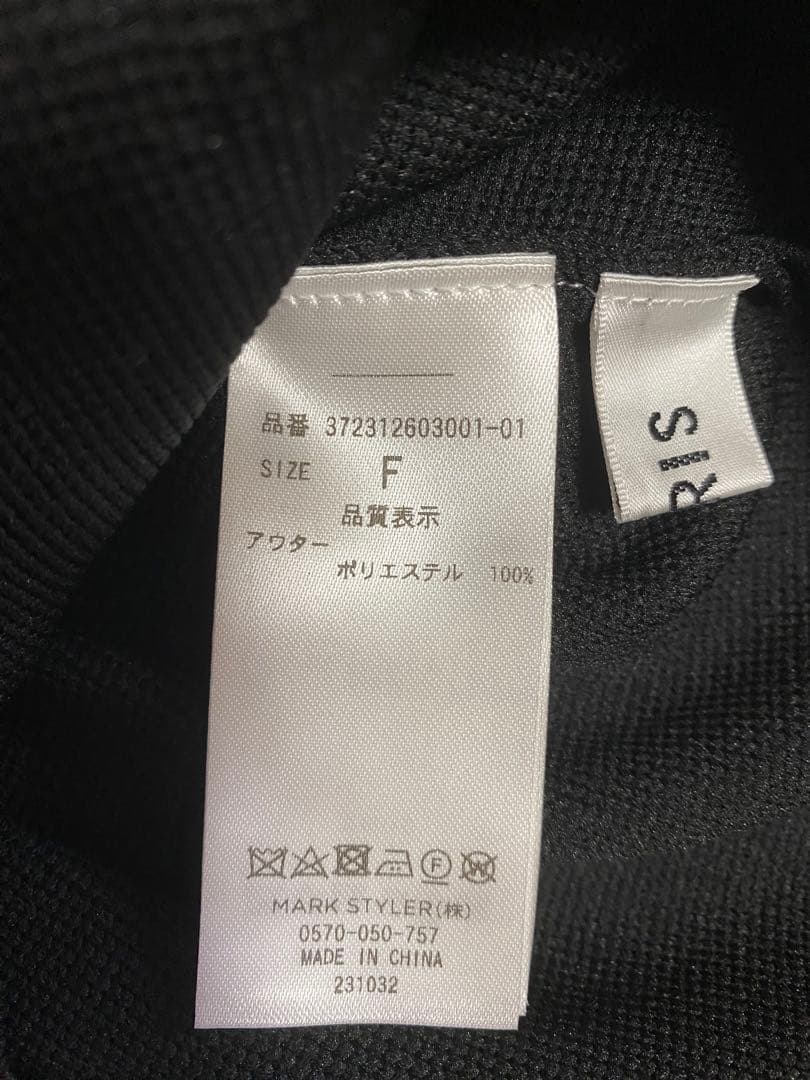 品番 372312603001-01
SIZE F
品質表示
アウター
ポリエステル 100%
MARK STYLER(株)
0570-050-757
MADE IN CHINA
231032
RIS